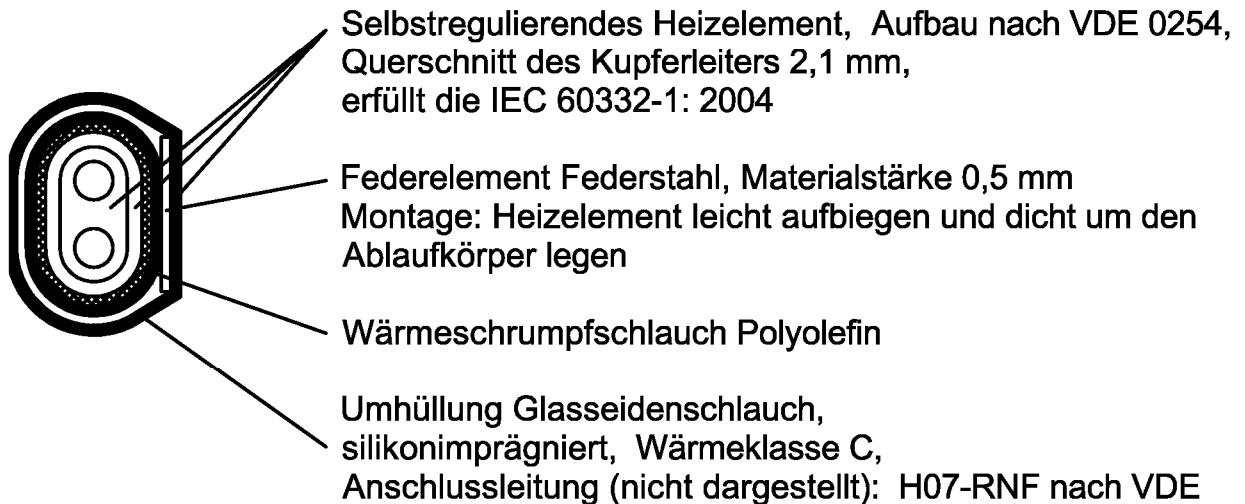 Selbstregulierendes Heizelement, Aufbau nach VDE 0254,
Querschnitt des Kupferleiters 2,1 mm,
erfüllt die IEC 60332-1: 2004
Federelement Federstahl, Materialstärke 0,5 mm
Montage: Heizelement leicht aufbiegen und dicht um den
Ablaufkörper legen
Wärmeschrumpfschlauch Polyolefin
Umhüllung Glasseidenschlauch,
silikonimprägniert, Wärmeklasse C,
Anschlussleitung (nicht dargestellt): H07-RNF nach VDE